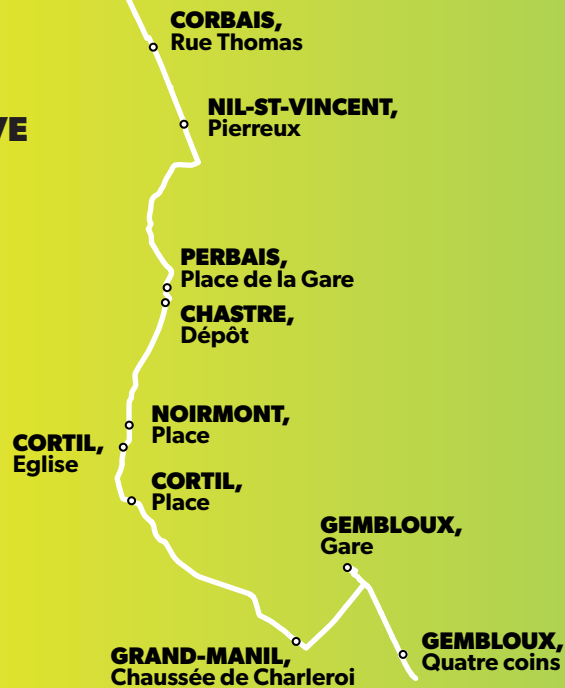 CORBAIS,
Rue Thomas
VE
NIL-ST-VINCENT,
Pierreux
PERBAIS,
Place de la Gare
CHASTRE,
Dépôt
NOIRMONT,
Place
CORTIL,
Eglise
CORTIL,
Place
GEMBLOUX,
Gare
GRAND-MANIL,
Chaussée de Charleroi
GEMBLOUX,
Quatre coins